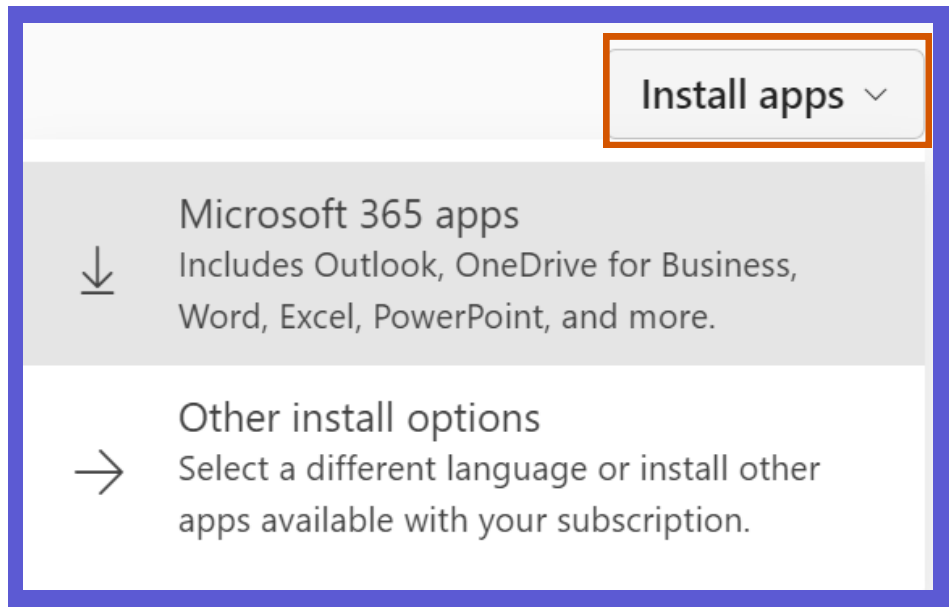 Install apps
Microsoft 365 apps
Includes Outlook, OneDrive for Business,
Word, Excel, PowerPoint, and more.
Other install options
Select a different language or install other
apps available with your subscription.